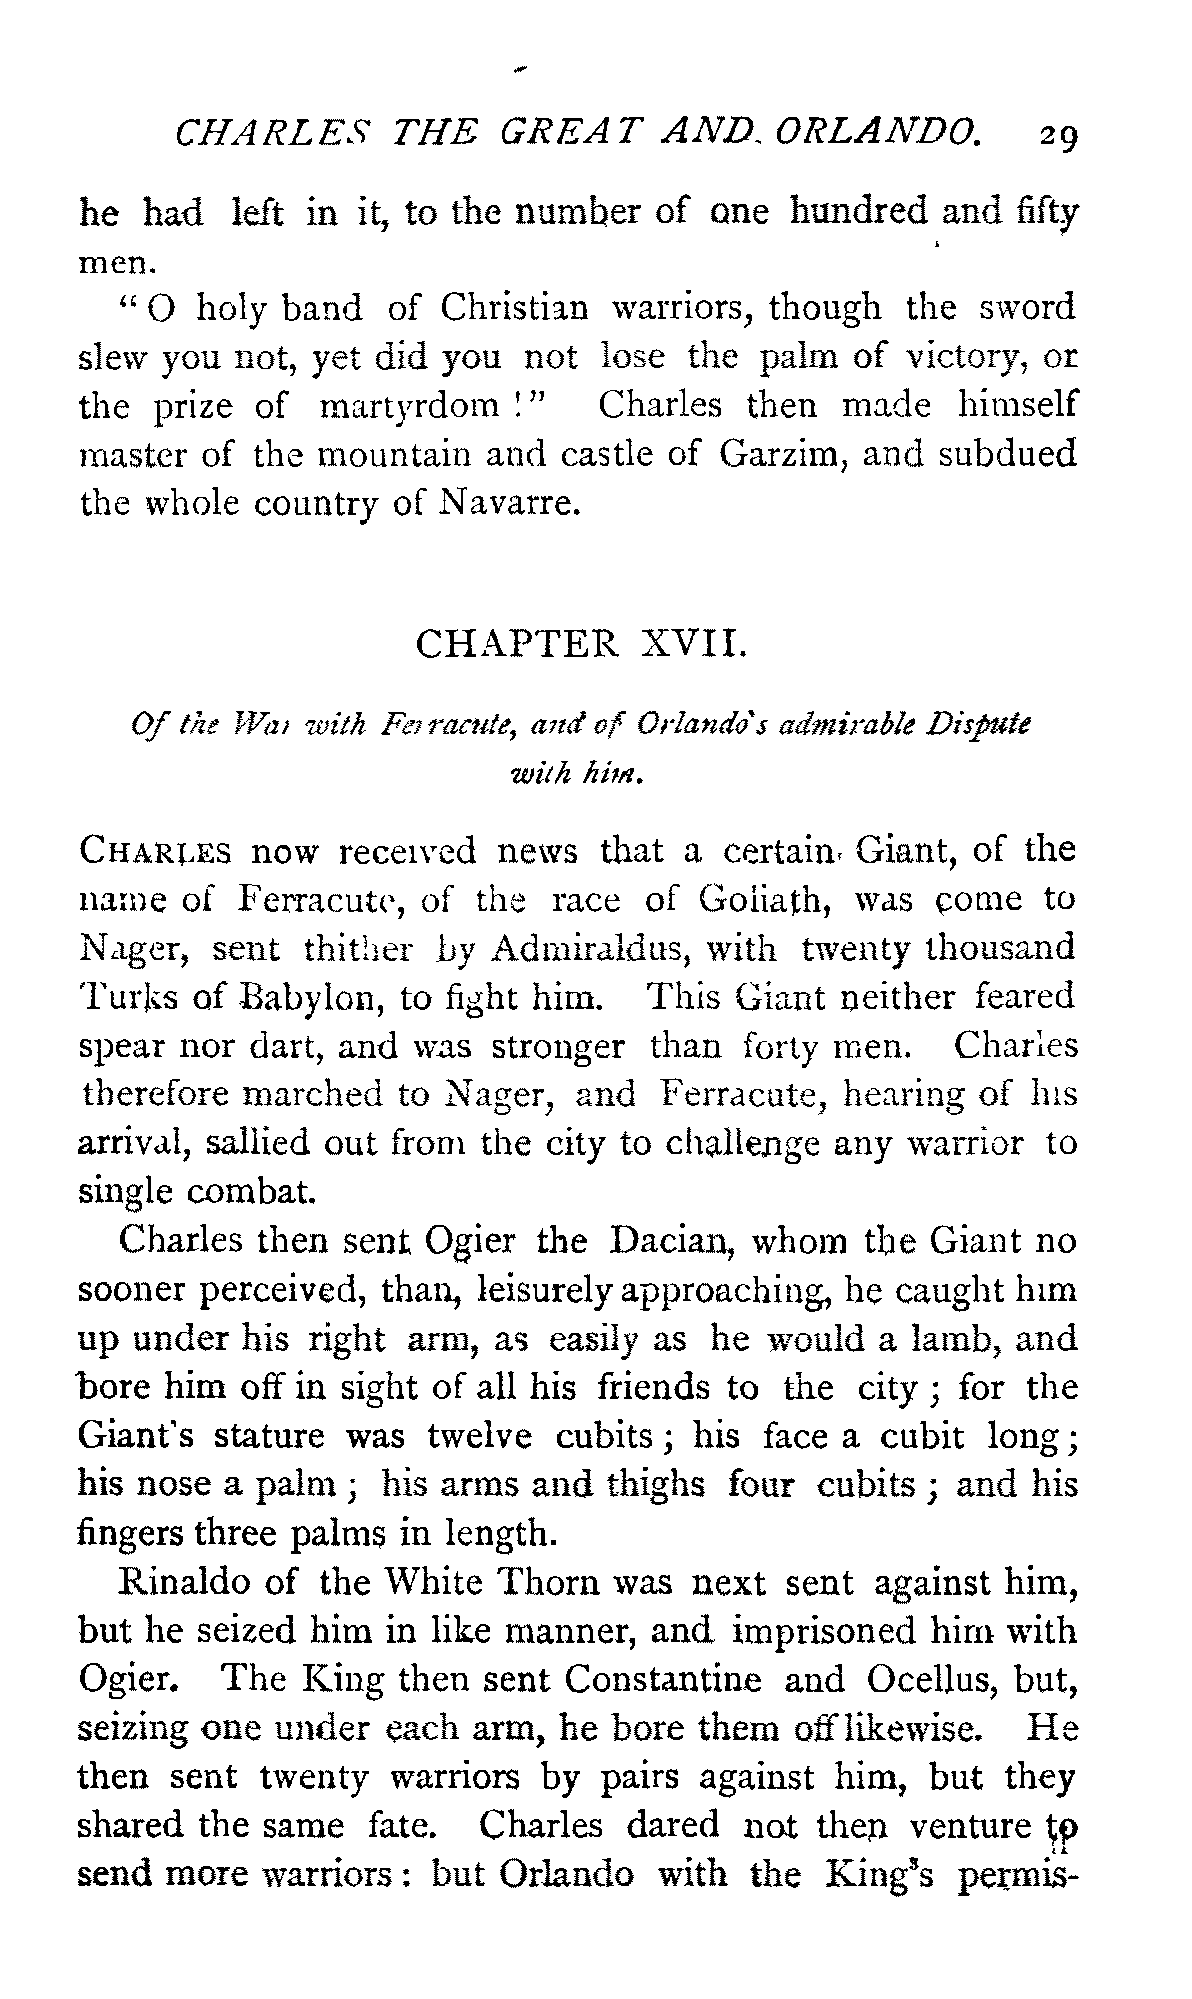 CHARLES THE GREAT AND ORLANDO. 29
he had left in it, to the number of one hundred and fifty
men.
“ O holy band of Christian warriors, though the sword
slew you not, yet did you not lose the palm of victory, or
the prize of martyrdom !” Charles then made himself
master of the mountain and castle of Garzim, and subdued
the whole country of Navarre.
CHAPTER XVII.
Of the War with Ferracute, and of Orlando's admirable Dispute
with him.
CHARLES now received news that a certain Giant, of the
name of Ferracute, of the race of Goliath, was come to
Nager, sent thither by Admiraldus, with twenty thousand
Turks of Babylon, to fight him. This Giant neither feared
spear nor dart, and was stronger than forty men. Charles
therefore marched to Nager, and Ferracute, hearing of his
arrival, sallied out from the city to challenge any warrior to
single combat.
Charles then sent Ogier the Dacian, whom the Giant no
sooner perceived, than, leisurely approaching, he caught him
up under his right arm, as easily as he would a lamb, and
bore him off in sight of all his friends to the city ; for the
Giant's stature was twelve cubits ; his face a cubit long ;
his nose a palm ; his arms and thighs four cubits ; and his
fingers three palms in length.
Rinaldo of the White Thorn was next sent against him,
but he seized him in like manner, and imprisoned him with
Ogier. The King then sent Constantine and Ocellus, but,
seizing one under each arm, he bore them off likewise. He
then sent twenty warriors by pairs against him, but they
shared the same fate. Charles dared not then venture to
send more warriors : but Orlando with the King's permis-